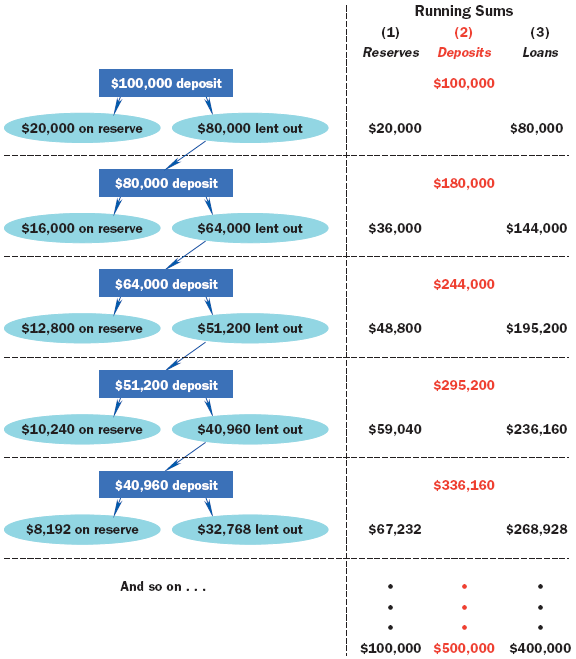 Running Sums
(1) (2) (3)
Reserves Deposits Loans
$100,000 deposit $100,000
$20,000 on reserve $80,000 lent out $20,000 $80,000
$80,000 deposit $180,000
$16,000 on reserve $64,000 lent out $36,000 $144,000
$64,000 deposit $244,000
$12,800 on reserve $51,200 lent out $48,800 $195,200
$51,200 deposit $295,200
$10,240 on reserve $40,960 lent out $59,040 $236,160
$40,960 deposit $336,160
$8,192 on reserve $32,768 lent out $67,232 $268,928
And so on . . .
$100,000 $500,000 $400,000